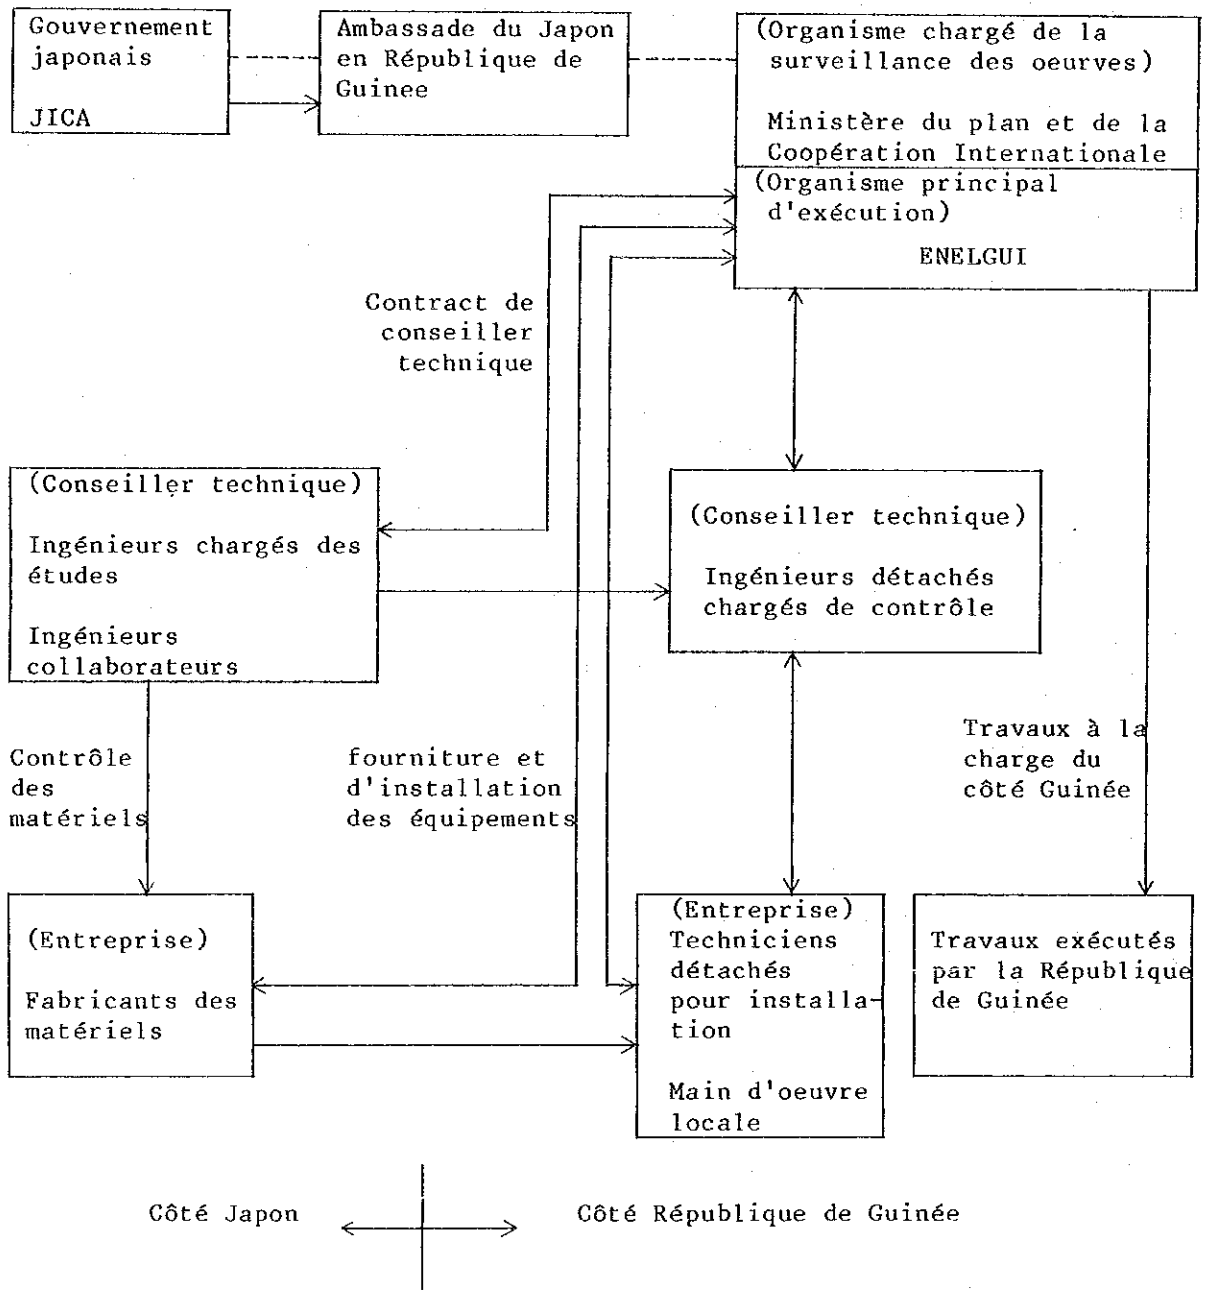 Gouvernement
japonais
JICA
Ambassade du Japon
en République de
Guinee
(Organisme chargé de la
surveillance des oeurves)
Ministère du plan et de la
Coopération Internationale
(Organisme principal
d'exécution)
ENELGUI
Contract de
conseiller
technique
(Conseiller technique)
Ingénieurs chargés des
études
Ingénieurs
collaborateurs
(Conseiller technique)
Ingénieurs détachés
chargés de contrôle
Contrôle
des
matériels
fourniture et
d'installation
des équipements
Travaux à la
charge du
côté Guinée
(Entreprise)
Fabricants des
matériels
(Entreprise)
Techniciens
détachés
pour installa-
tion
Main d'oeuvre
locale
Travaux exécutés
par la République
de Guinée
Côté Japon
Côté République de Guinée